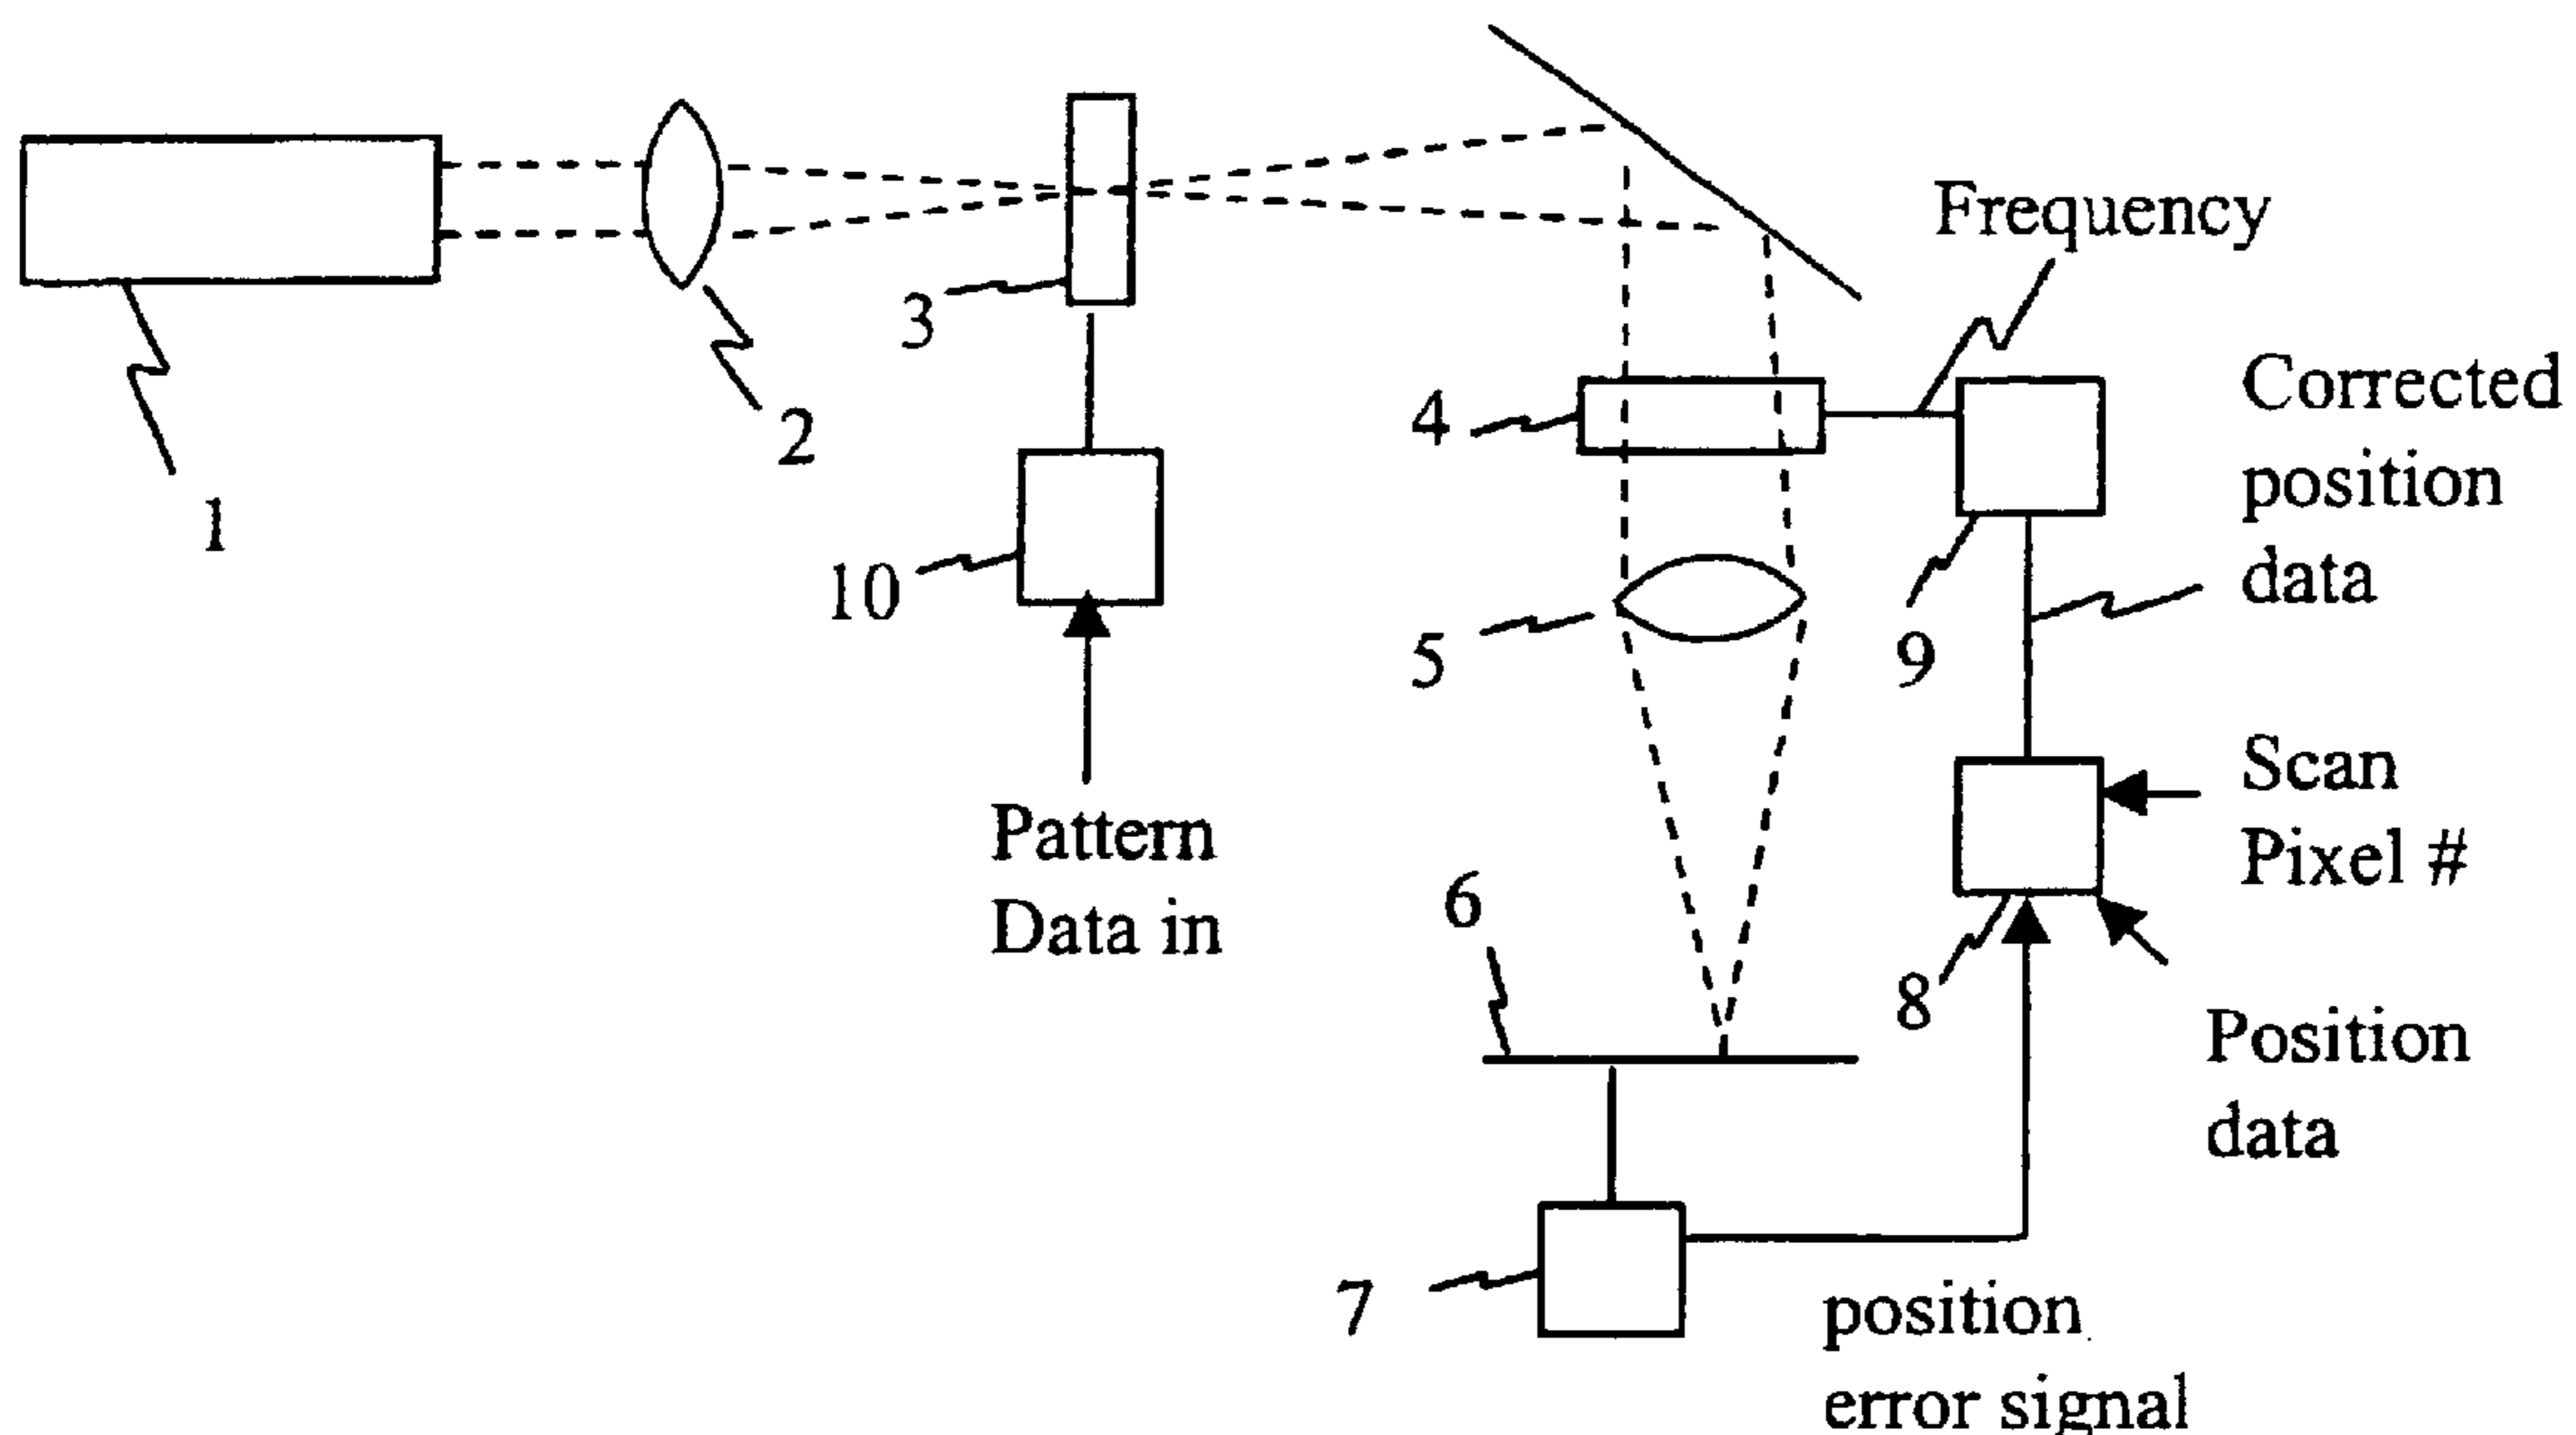 Frequency
Corrected
position
data
1
2
3
4
10
5
9
Scan
Pixel #
Pattern
Data in
6
8
Position
data
7
position
error signal